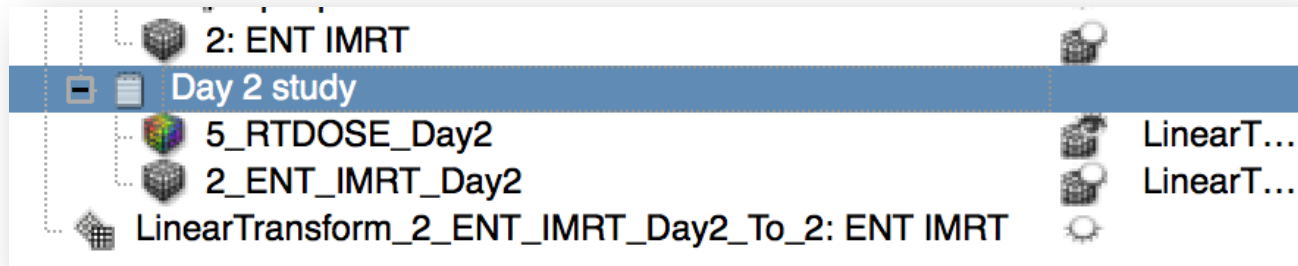 2: ENT IMRT
Day 2 study
5_RTDOSE_Day2 LinearT...
2_ENT_IMRT_Day2 LinearT...
LinearTransform_2_ENT_IMRT_Day2_To_2: ENT IMRT